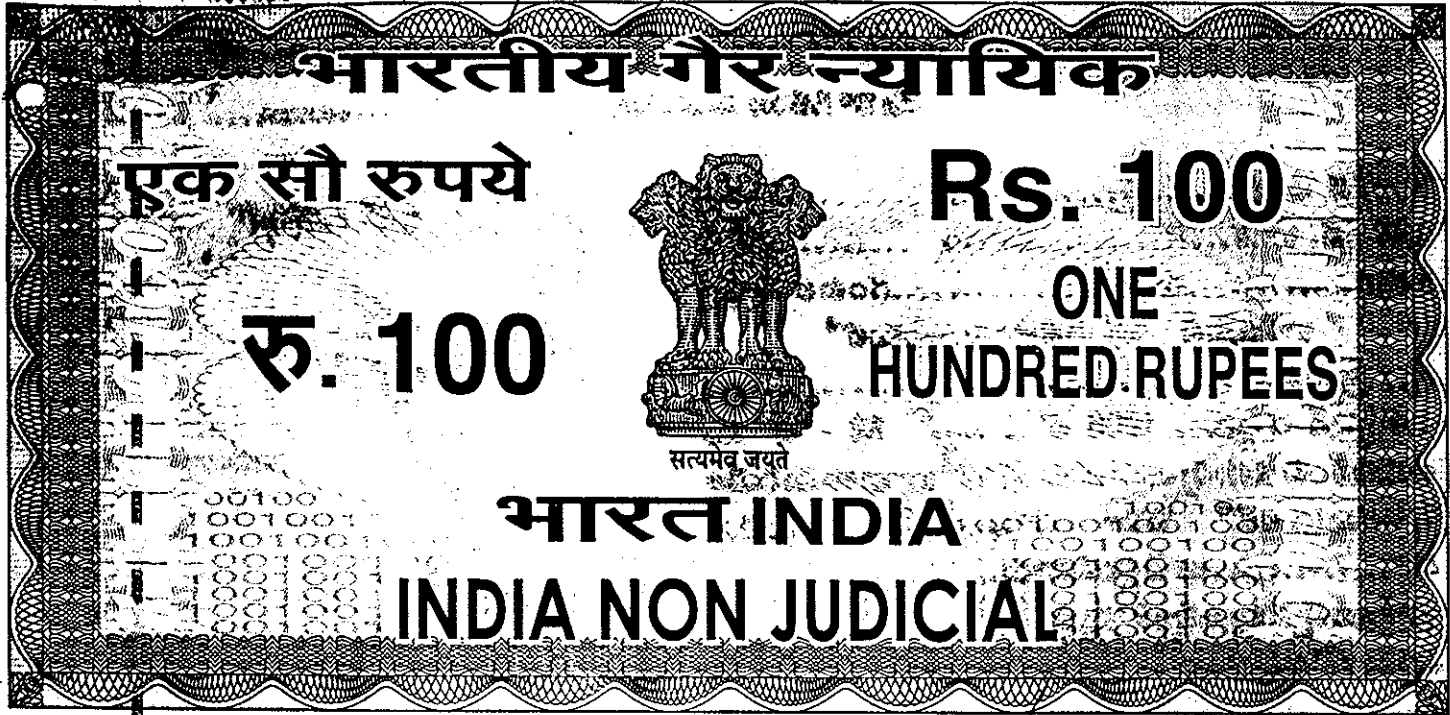 भारतीय गैर न्यायिक
एक सौ रुपये
Rs. 100
रु. 100
ONE
HUNDRED RUPEES
सत्यमेव जयते
भारत INDIA
INDIA NON JUDICIAL